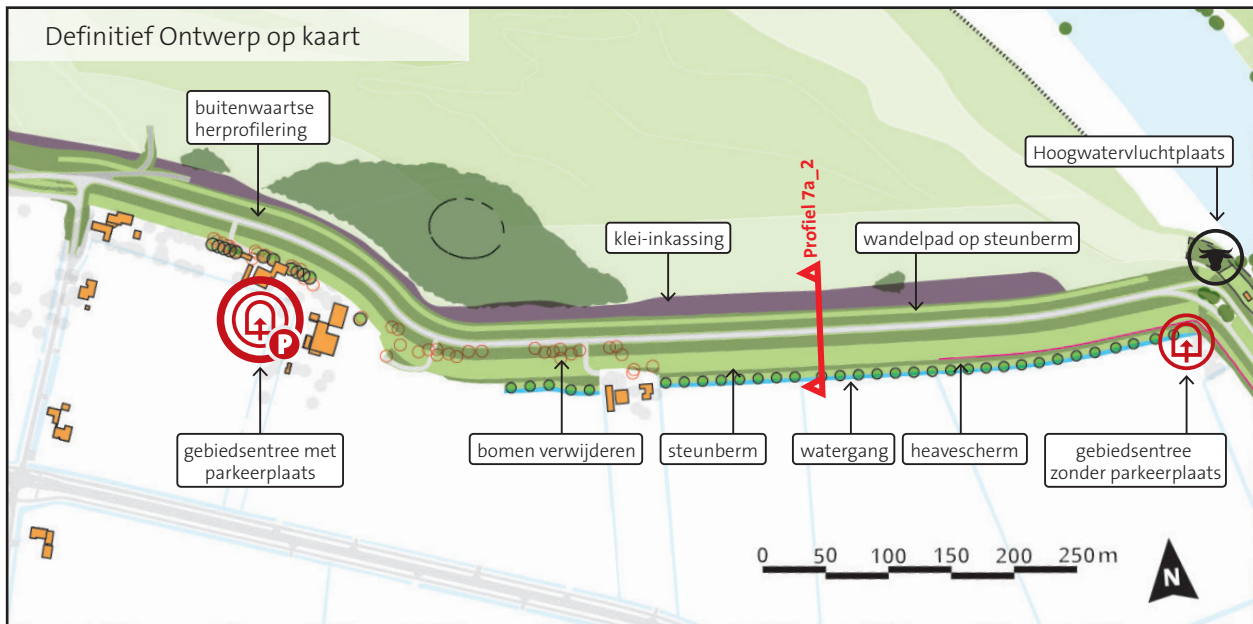 Definitief Ontwerp op kaart
buitenwaartse
herprofilering
Hoogwatervluchtplaats
Profiel 7a_2
klei-inkassing
wandelpad op steunberm
P
gebiedsentree met
parkeerplaats
bomen verwijderen
steunberm
watergang
heavescherm
gebiedsentree
zonder parkeerplaats
0 50 100 150 200 250 m
N